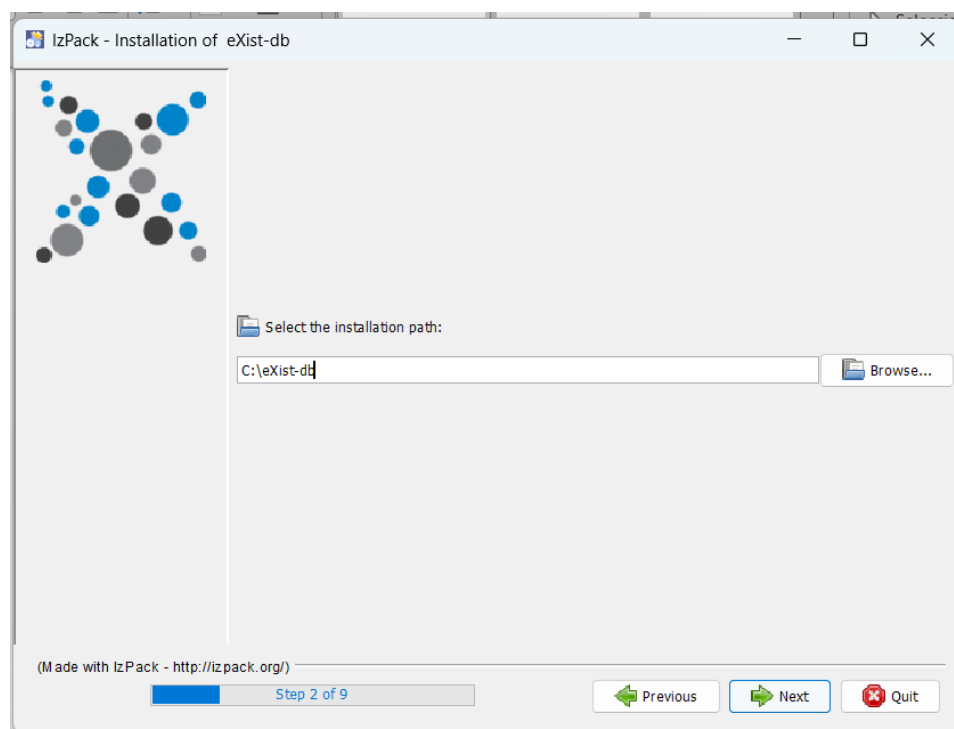 IzPack - Installation of  eXist-db
Select the installation path:
C:\eXist-db
Browse...
(Made with IzPack - http://izpack.org/)
Step 2 of 9
Previous
Next
Quit